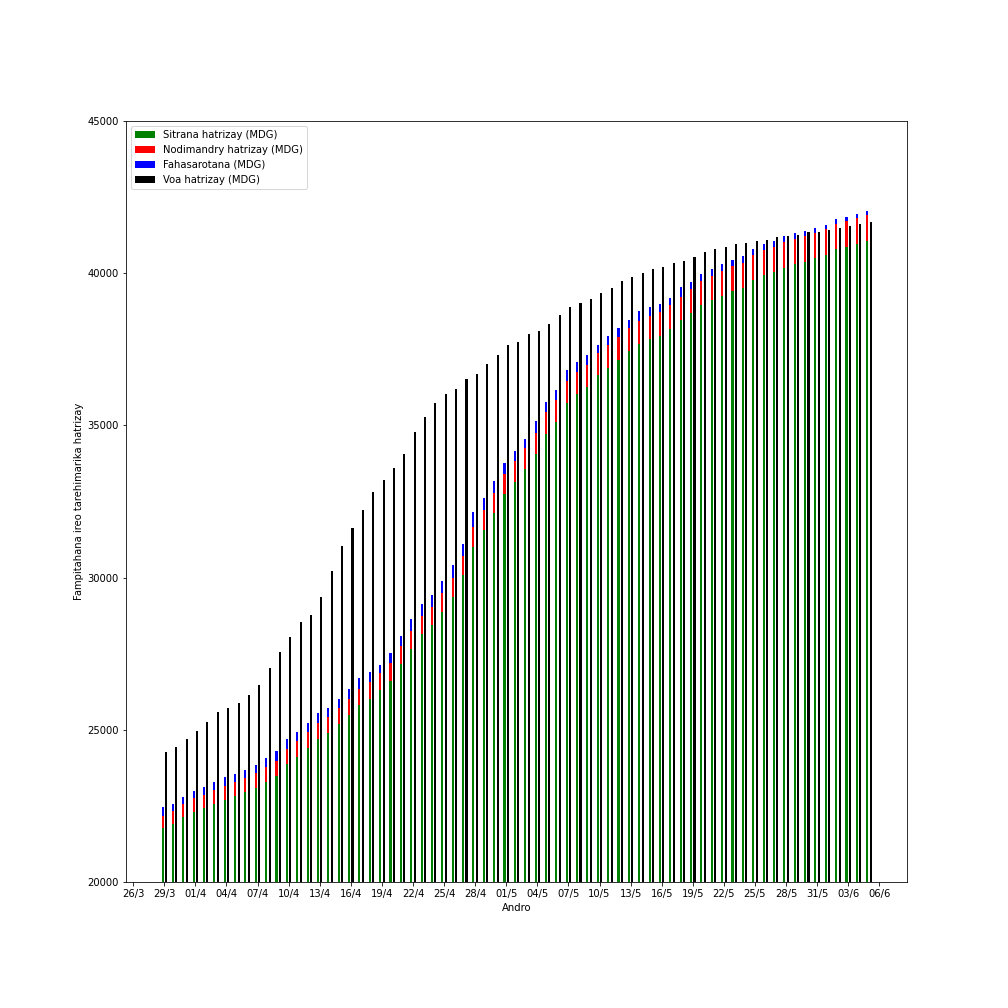 45000
Sitrana hatrizay (MDG)
Nodimandry hatrizay (MDG)
Fahasarotana (MDG)
Voa hatrizay (MDG)
40000
35000
30000
25000
20000
Fampitahana ireo tarehimarika hatrizay
26/3 29/3 01/4 04/4 07/4 10/4 13/4 16/4 19/4 22/4 25/4 28/4 01/5 04/5 07/5 10/5 13/5 16/5 19/5 22/5 25/5 28/5 31/5 03/6 06/6
Andro